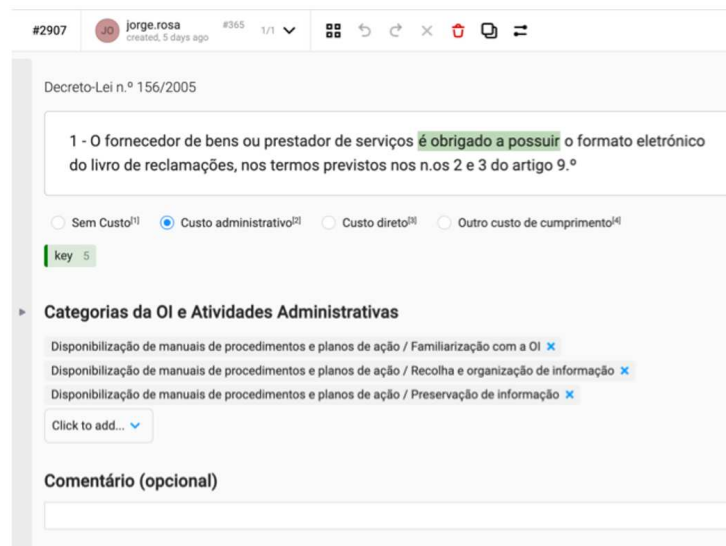 #2907
JO
jorge.rosa
#365
1/1
created, 5 days ago
Decreto-Lei n.º 156/2005
1 - O fornecedor de bens ou prestador de serviços é obrigado a possuir o formato eletrónico
do livro de reclamações, nos termos previstos nos n.os 2 e 3 do artigo 9.º
Sem Custo[1] Custo administrativo[2] Custo direto[3] Outro custo de cumprimento[4]
key 5
Categorias da OI e Atividades Administrativas
Disponibilização de manuais de procedimentos e planos de ação / Familiarização com a OI ×
Disponibilização de manuais de procedimentos e planos de ação / Recolha e organização de informação ×
Disponibilização de manuais de procedimentos e planos de ação / Preservação de informação ×
Click to add...
Comentário (opcional)